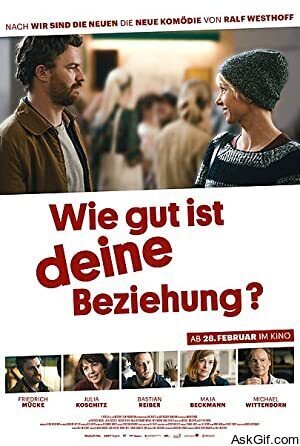 NACH WIR SIND DIE NEUEN DIE NEUE KOMÖDIE VON RALF WESTHOFF
Wie gut ist
deine
Beziehung?
AB 28. FEBRUAR IM KINO
FRIEDRICH MÜCKE
JULIA KOSCHITZ
BASTIAN REIBER
MAJA BECKMANN
MICHAEL WITTENBORN
AskGif.com